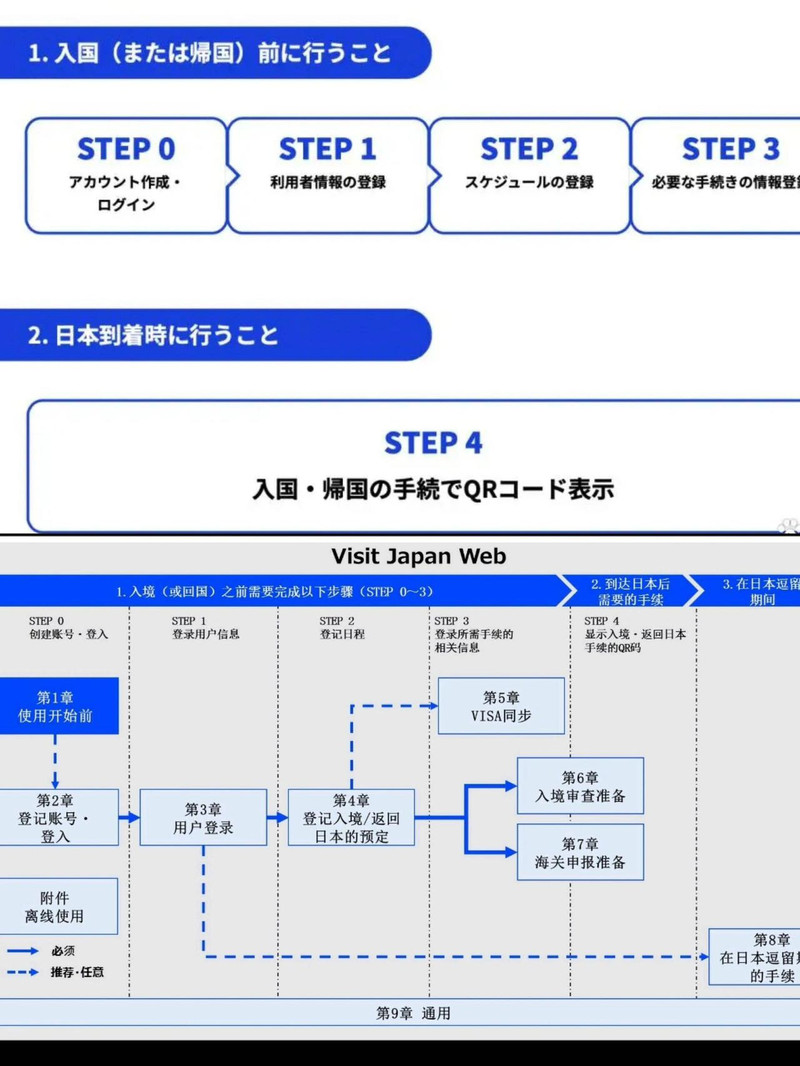 1. 入国（または帰国）前に行うこと
STEP 0
アカウント作成・
ログイン
STEP 1
利用者情報の登録
STEP 2
スケジュールの登録
STEP 3
必要な手続きの情報登
2. 日本到着時に行うこと
STEP 4
入国・帰国の手続でQRコード表示
Visit Japan Web
1.入境（或回国）之前需要完成以下步骤（STEP 0～3）
2.到达日本后
需要的手续
3.在日本逗留
期间
STEP 0
创建账号・登入
STEP 1
登录用户信息
STEP 2
登记日程
STEP 3
登录所需手续的
相关信息
STEP 4
显示入境・返回日本
手续的QR码
第1章
使用开始前
第5章
VISA同步
第6章
入境审查准备
第2章
登记账号・
登入
第3章
用户登录
第4章
登记入境/返回
日本的预定
第7章
海关申报准备
附件
离线使用
必须
推荐・任意
第8章
在日本逗留
的手续
第9章 通用